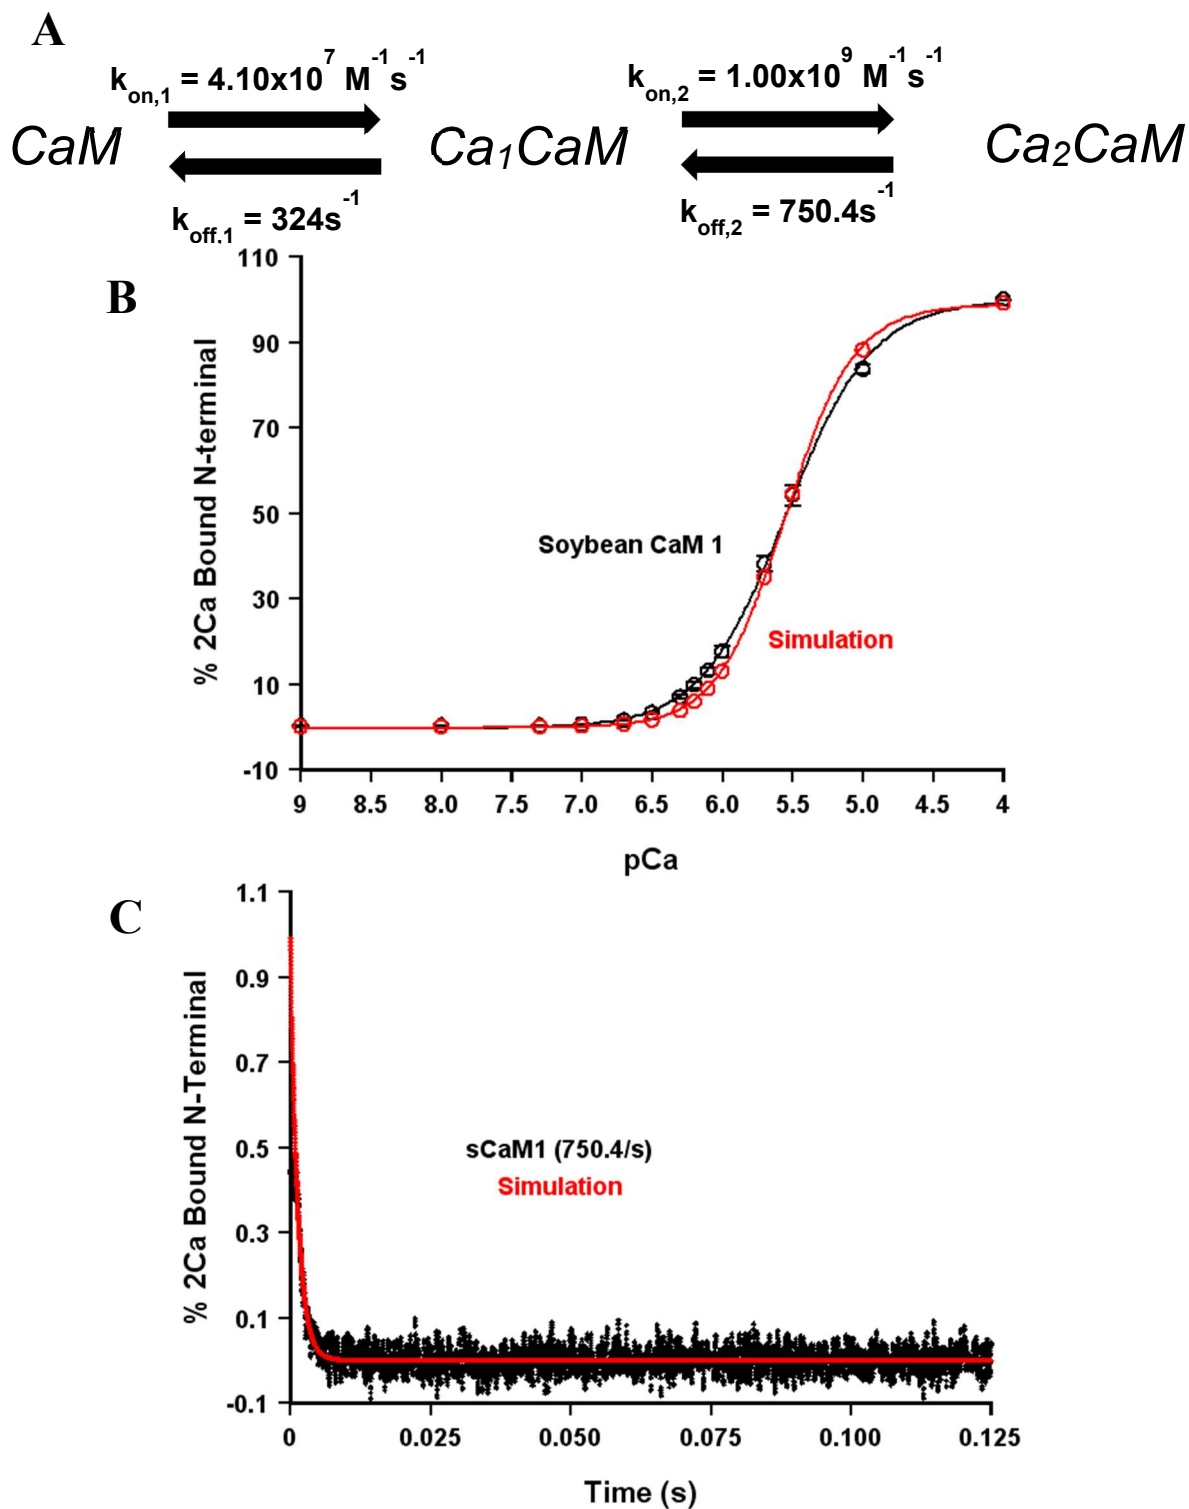 A
k_on,1 = 4.10x10^7 M^-1 s^-1
k_on,2 = 1.00x10^9 M^-1 s^-1
CaM
Ca_1CaM
Ca_2CaM
k_off,1 = 324s^-1
k_off,2 = 750.4s^-1
B
110
90
70
50
30
10
-10
% 2Ca Bound N-terminal
Soybean CaM 1
Simulation
9 8.5 8.0 7.5 7.0 6.5 6.0 5.5 5.0 4.5 4
pCa
C
1.1
0.9
0.7
0.5
0.3
0.1
-0.1
% 2Ca Bound N-Terminal
sCaM1 (750.4/s)
Simulation
0 0.025 0.050 0.075 0.100 0.125
Time (s)